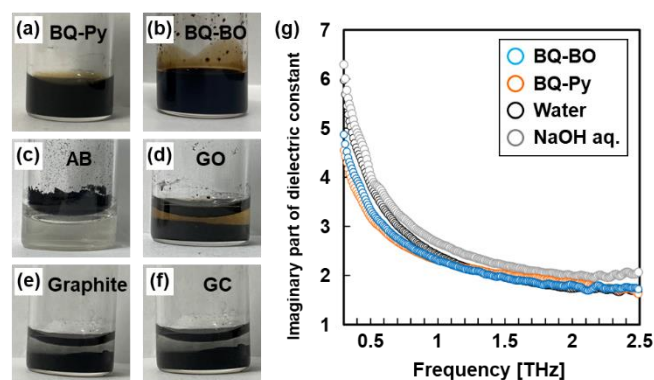 (a) BQ-Py
(b) BQ-BO
(c) AB
(d) GO
(e) Graphite
(f) GC
(g)
Imaginary part of dielectric constant
7
6
5
4
3
2
1
BQ-BO
BQ-Py
Water
NaOH aq.
0.5 1 1.5 2 2.5
Frequency [THz]